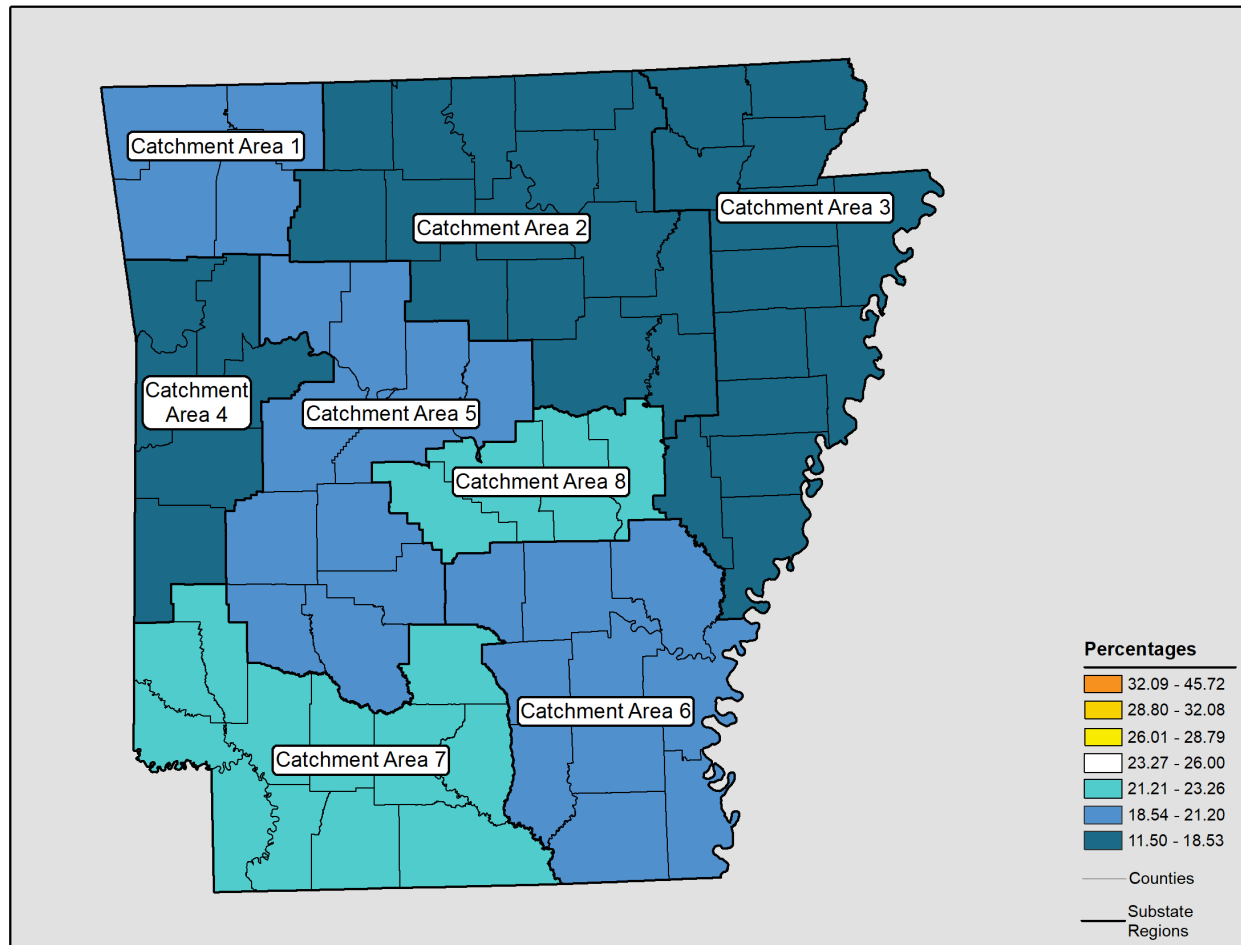 Catchment Area 1
Catchment Area 2
Catchment Area 3
Catchment
Area 4
Catchment Area 5
Catchment Area 8
Catchment Area 6
Catchment Area 7
Percentages
32.09 - 45.72
28.80 - 32.08
26.01 - 28.79
23.27 - 26.00
21.21 - 23.26
18.54 - 21.20
11.50 - 18.53
Counties
Substate
Regions